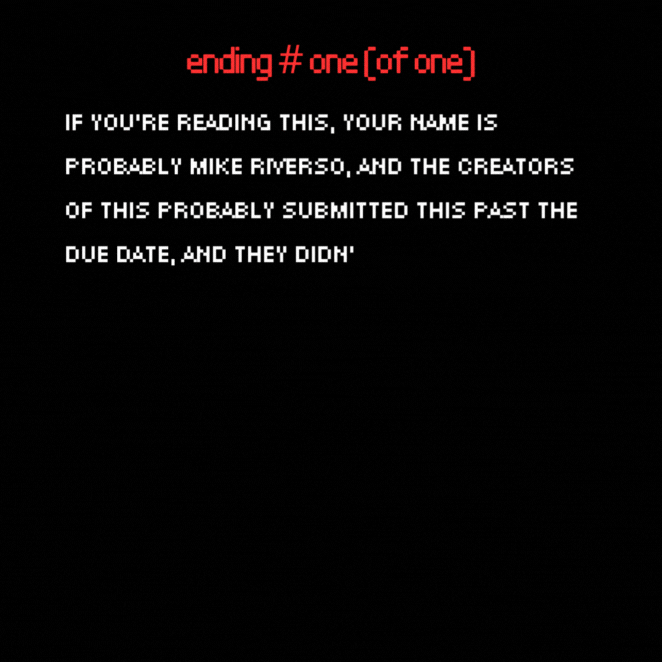 ending # one (of one)
IF YOU'RE READING THIS, YOUR NAME IS
PROBABLY MIKE RIVERSO, AND THE CREATORS
OF THIS PROBABLY SUBMITTED THIS PAST THE
DUE DATE, AND THEY DIDN'